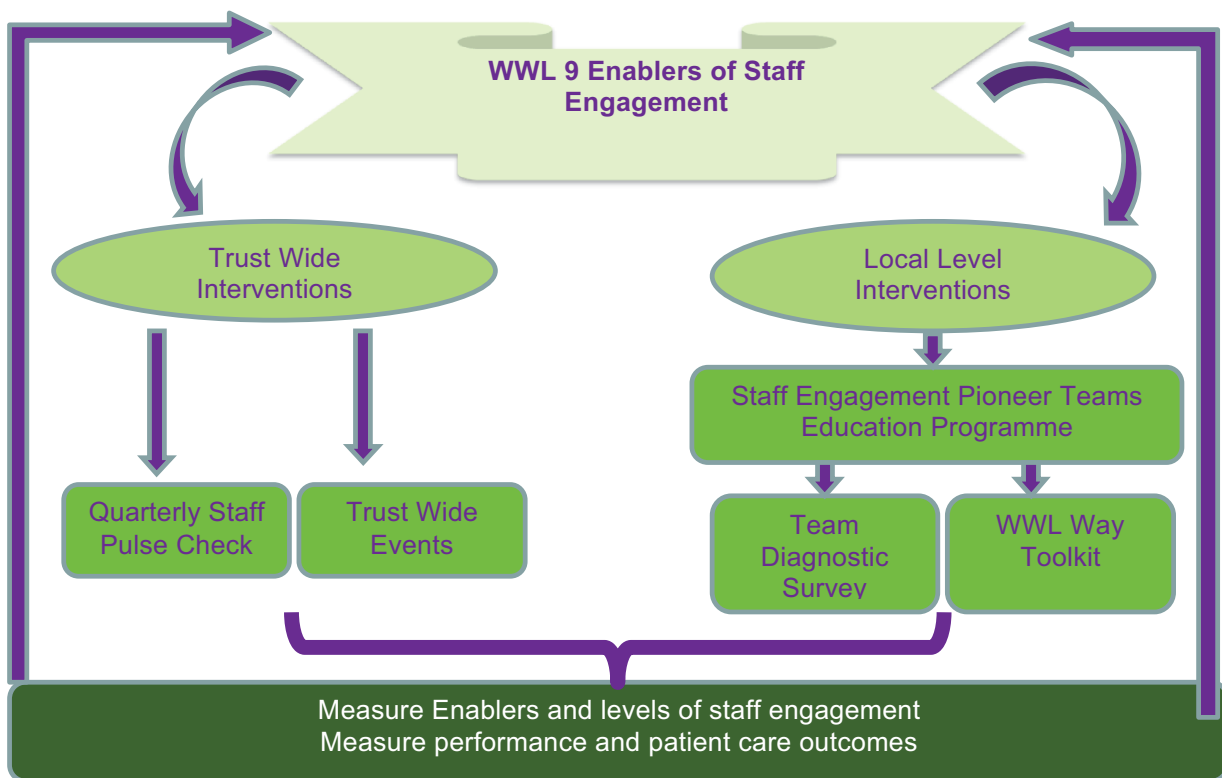 WWL 9 Enablers of Staff
Engagement
Trust Wide
Interventions
Local Level
Interventions
Staff Engagement Pioneer Teams
Education Programme
Quarterly Staff
Pulse Check
Trust Wide
Events
Team
Diagnostic
Survey
WWL Way
Toolkit
Measure Enablers and levels of staff engagement
Measure performance and patient care outcomes